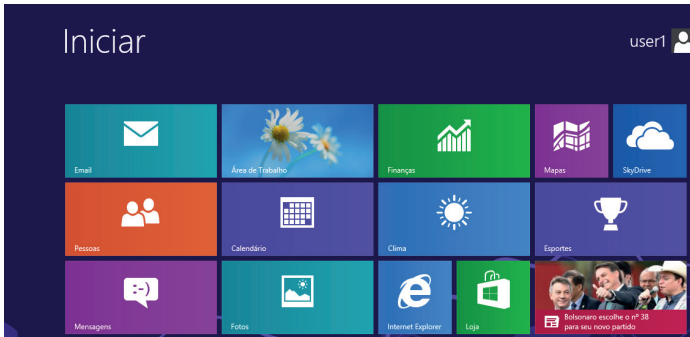 Iniciar
user1
Email
Área de Trabalho
Finanças
Mapas
SkyDrive
Pessoas
Calendário
Clima
Esportes
Mensagens
:-)
Fotos
Internet Explorer
Loja
Bolsonaro escolhe o nº 38
para seu novo partido